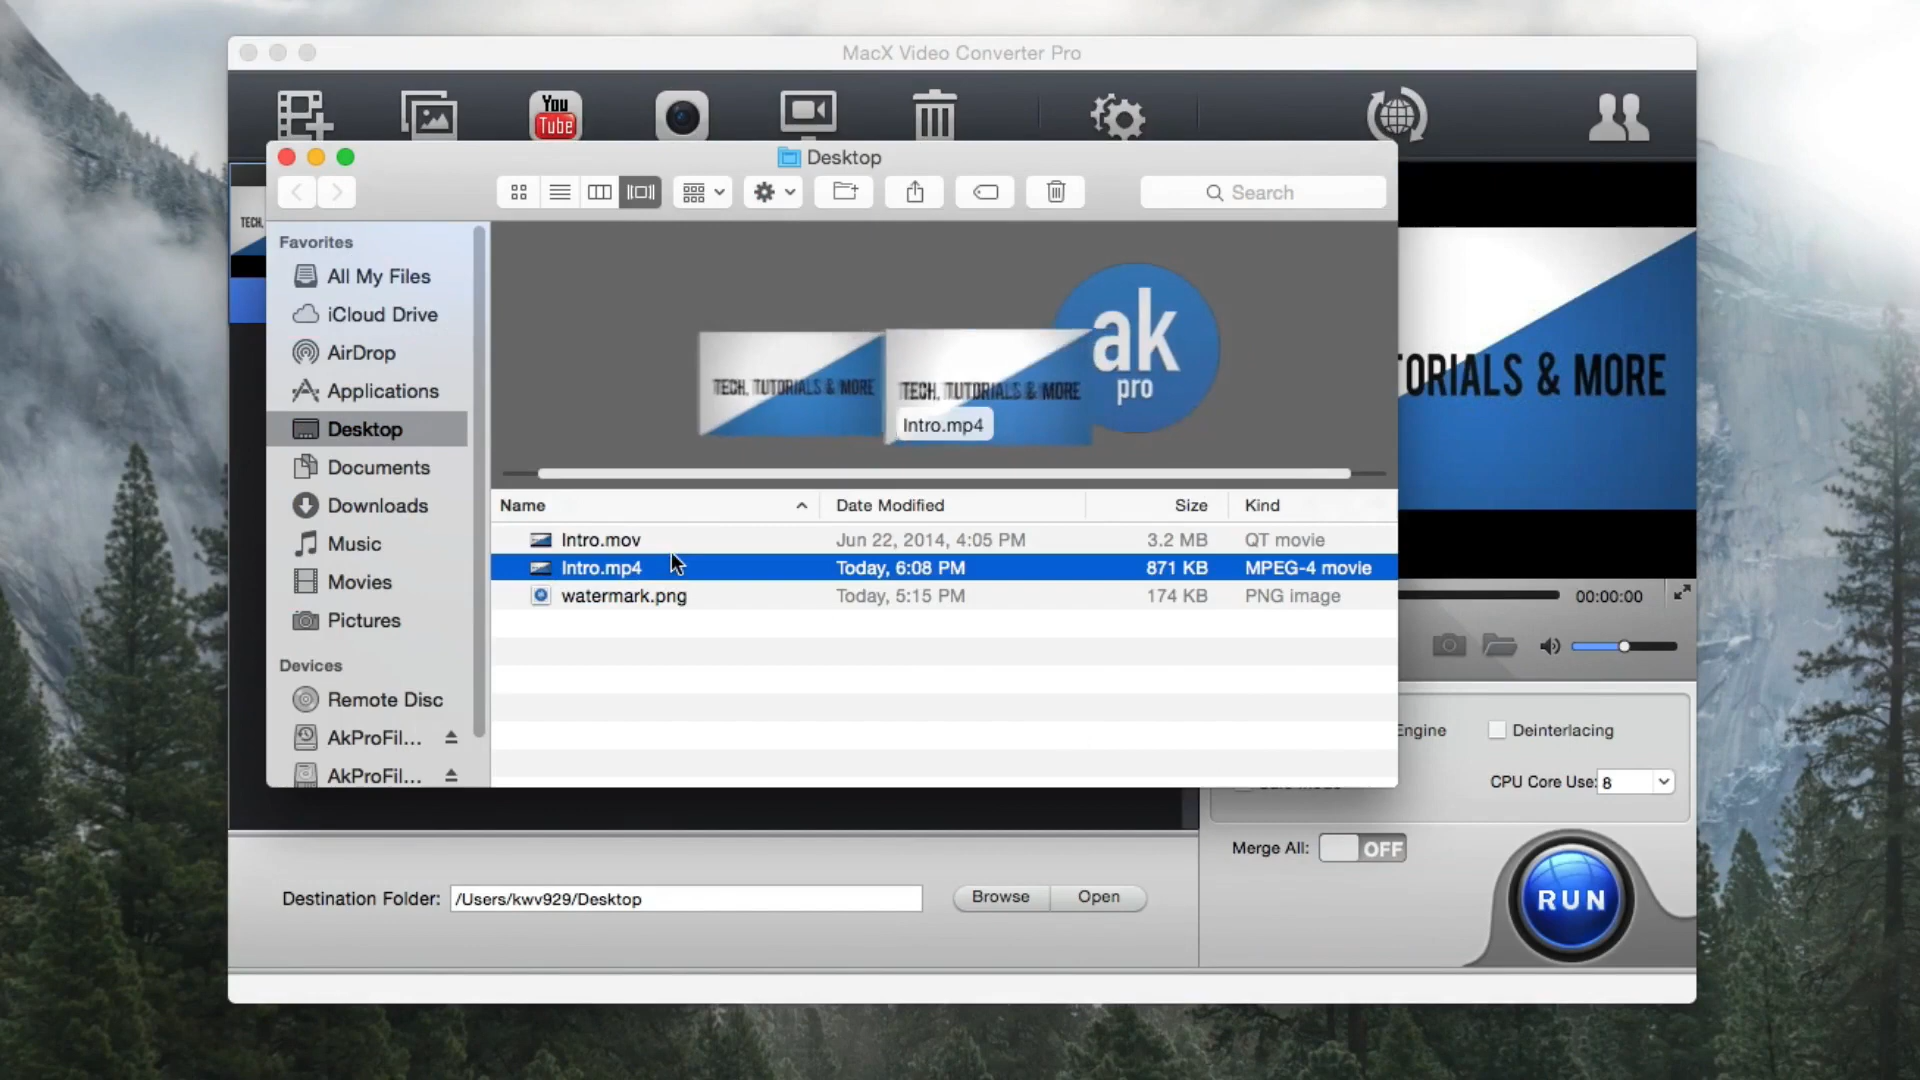 MacX Video Converter Pro
You
Tube
Desktop
Search
TECH,
Favorites
All My Files
iCloud Drive
AirDrop
Applications
Desktop
Documents
Downloads
Music
Movies
Pictures
Devices
Remote Disc
AkProFil...
AkProFil...
TECH, TUTORIALS & MORE
TECH, TUTORIALS & MORE
Intro.mp4
ak
pro
ORIALS & MORE
Name Date Modified Size Kind
Intro.mov Jun 22, 2014, 4:05 PM 3.2 MB QT movie
Intro.mp4 Today, 6:08 PM 871 KB MPEG-4 movie
watermark.png Today, 5:15 PM 174 KB PNG image
00:00:00
Engine Deinterlacing
CPU Core Use: 8
Merge All: OFF
Destination Folder: /Users/kwv929/Desktop Browse Open
RUN